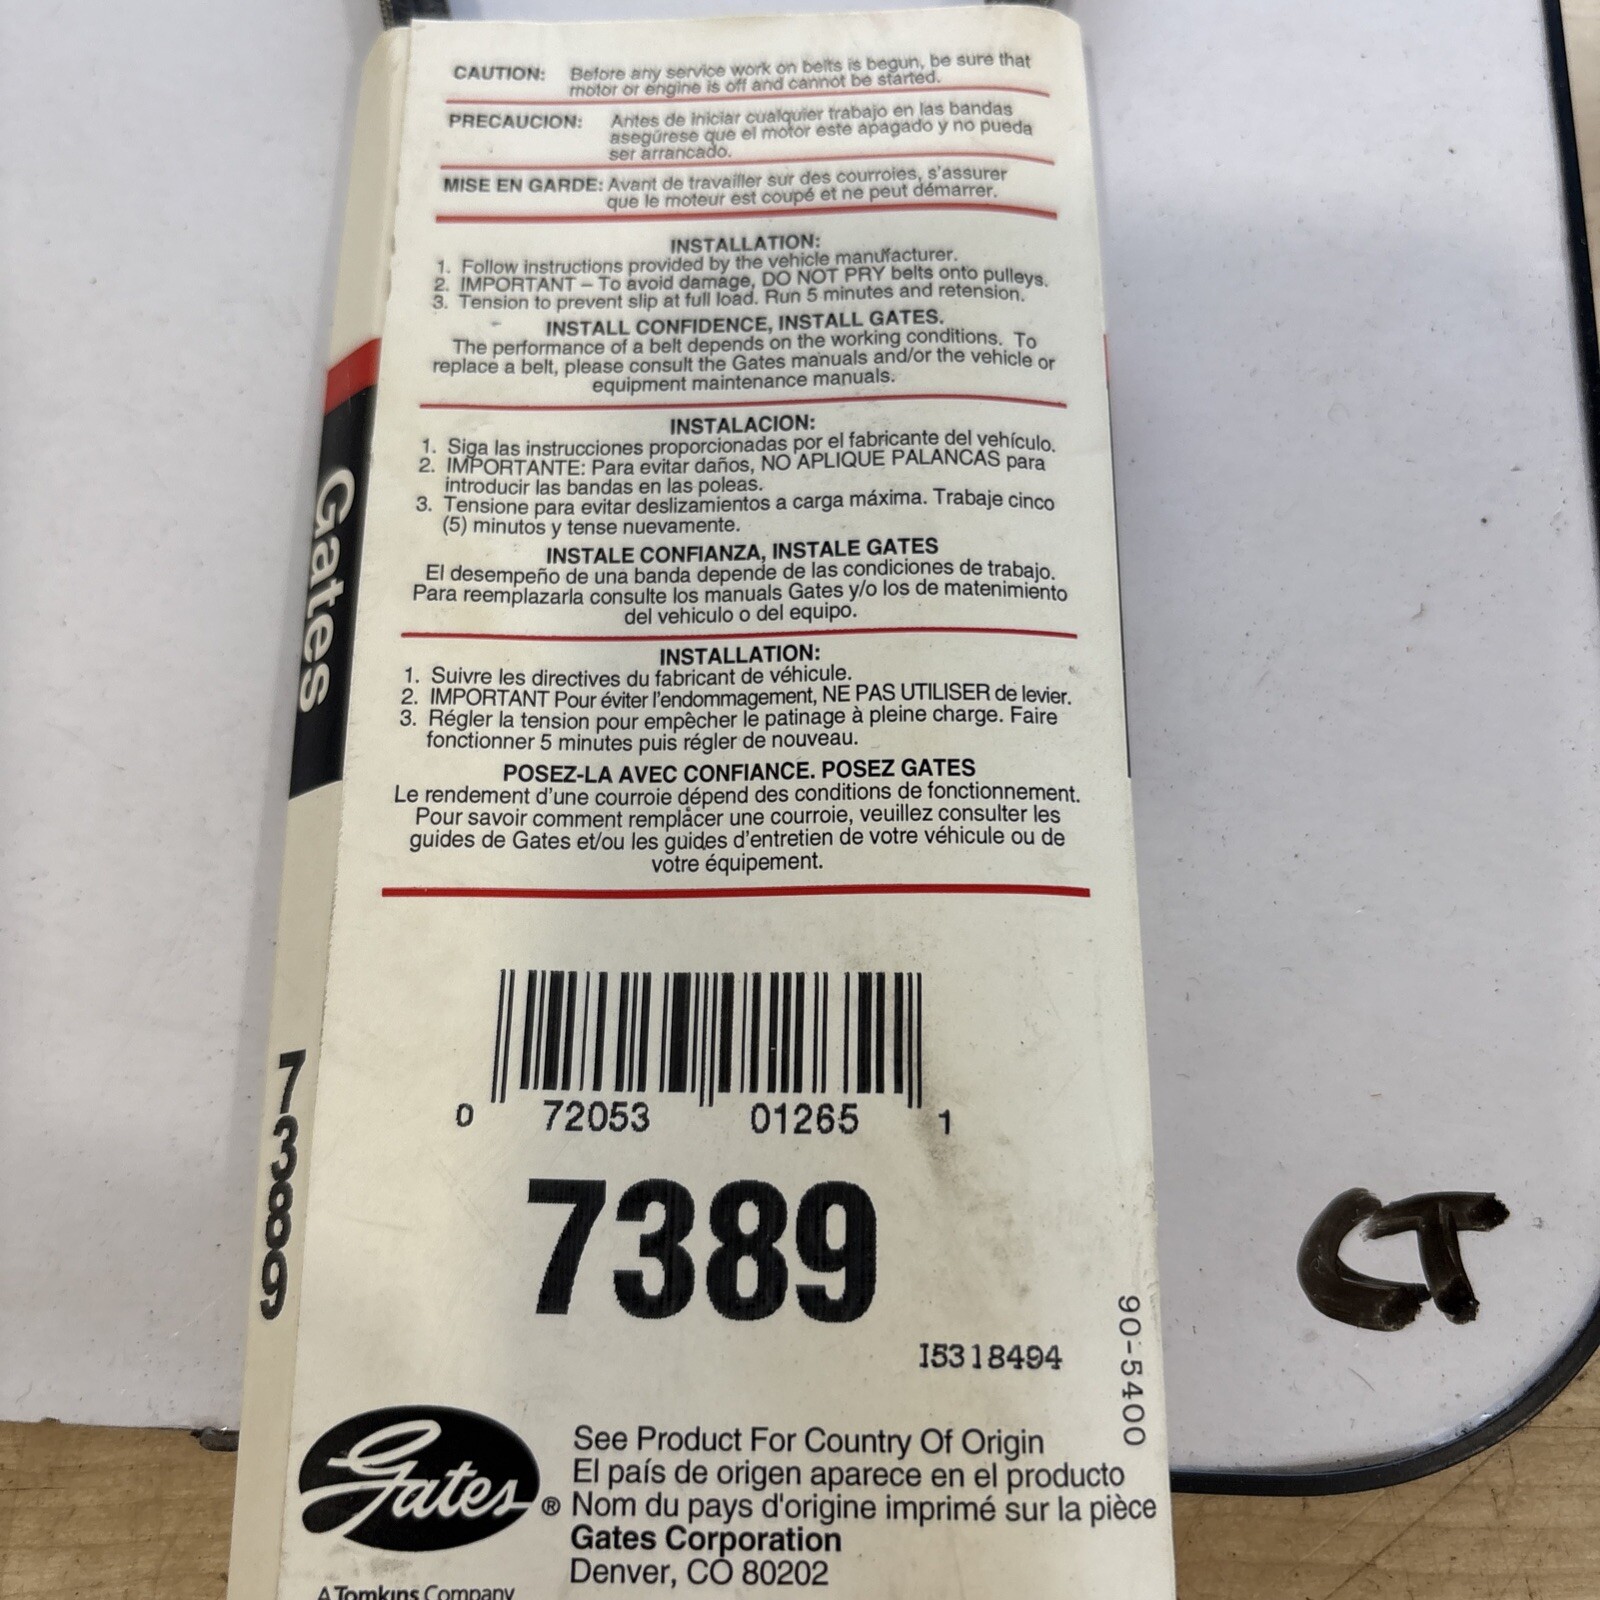 CAUTION: Before any service work on belts is begun, be sure that
motor or engine is off and cannot be started.
PRECAUCION: Antes de iniciar cualquier trabajo en las bandas
asegúrese que el motor este apagado y no pueda
ser arrancado.
MISE EN GARDE: Avant de travailler sur des courroies, s'assurer
que le moteur est coupé et ne peut démarrer.
INSTALLATION:
1. Follow instructions provided by the vehicle manufacturer.
2. IMPORTANT – To avoid damage, DO NOT PRY belts onto pulleys.
3. Tension to prevent slip at full load. Run 5 minutes and retension.
INSTALL CONFIDENCE, INSTALL GATES.
The performance of a belt depends on the working conditions. To
replace a belt, please consult the Gates manuals and/or the vehicle or
equipment maintenance manuals.
INSTALACION:
1. Siga las instrucciones proporcionadas por el fabricante del vehículo.
2. IMPORTANTE: Para evitar daños, NO APLIQUE PALANCAS para
introducir las bandas en las poleas.
3. Tensione para evitar deslizamientos a carga máxima. Trabaje cinco
(5) minutos y tense nuevamente.
INSTALE CONFIANZA, INSTALE GATES
El desempeño de una banda depende de las condiciones de trabajo.
Para reemplazarla consulte los manuals Gates y/o los de matenimiento
del vehiculo o del equipo.
INSTALLATION:
1. Suivre les directives du fabricant de véhicule.
2. IMPORTANT Pour éviter l'endommagement, NE PAS UTILISER de levier.
3. Régler la tension pour empêcher le patinage à pleine charge. Faire
fonctionner 5 minutes puis régler de nouveau.
POSEZ-LA AVEC CONFIANCE. POSEZ GATES
Le rendement d'une courroie dépend des conditions de fonctionnement.
Pour savoir comment remplacer une courroie, veuillez consulter les
guides de Gates et/ou les guides d'entretien de votre véhicule ou de
votre équipement.
Gates
7389
0 72053 01265 1
7389
I5318494
90-5400
CT
Gates ®
A Tomkins Company
See Product For Country Of Origin
El país de origen aparece en el producto
Nom du pays d'origine imprimé sur la pièce
Gates Corporation
Denver, CO 80202